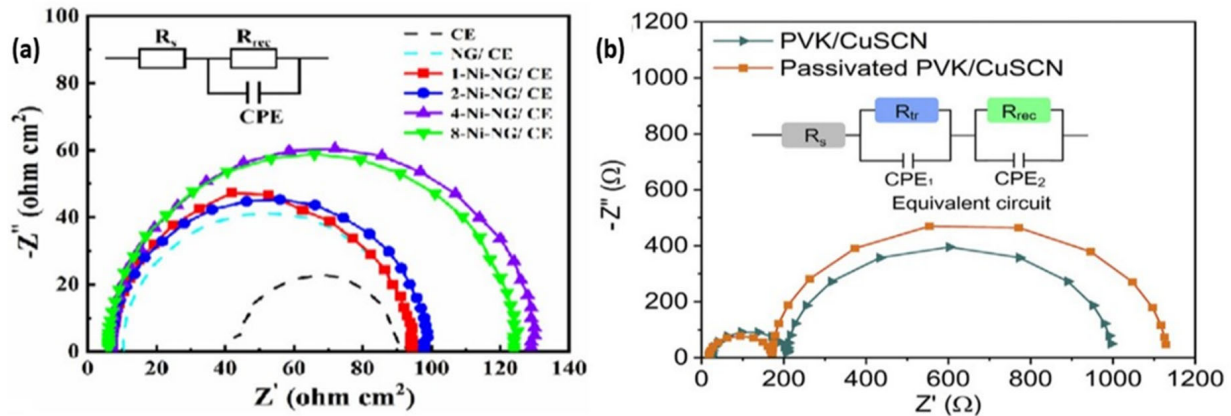 (a)
100
80
60
40
20
0
-Z'' (ohm cm²)
0 20 40 60 80 100 120 140
Z' (ohm cm²)
Rs
Rrec
CPE
CE
NG/ CE
1-Ni-NG/ CE
2-Ni-NG/ CE
4-Ni-NG/ CE
8-Ni-NG/ CE
(b)
1200
1000
800
600
400
200
0
-Z'' (Ω)
0 200 400 600 800 1000 1200
Z' (Ω)
PVK/CuSCN
Passivated PVK/CuSCN
Rs
Rtr
Rrec
CPE₁
CPE₂
Equivalent circuit